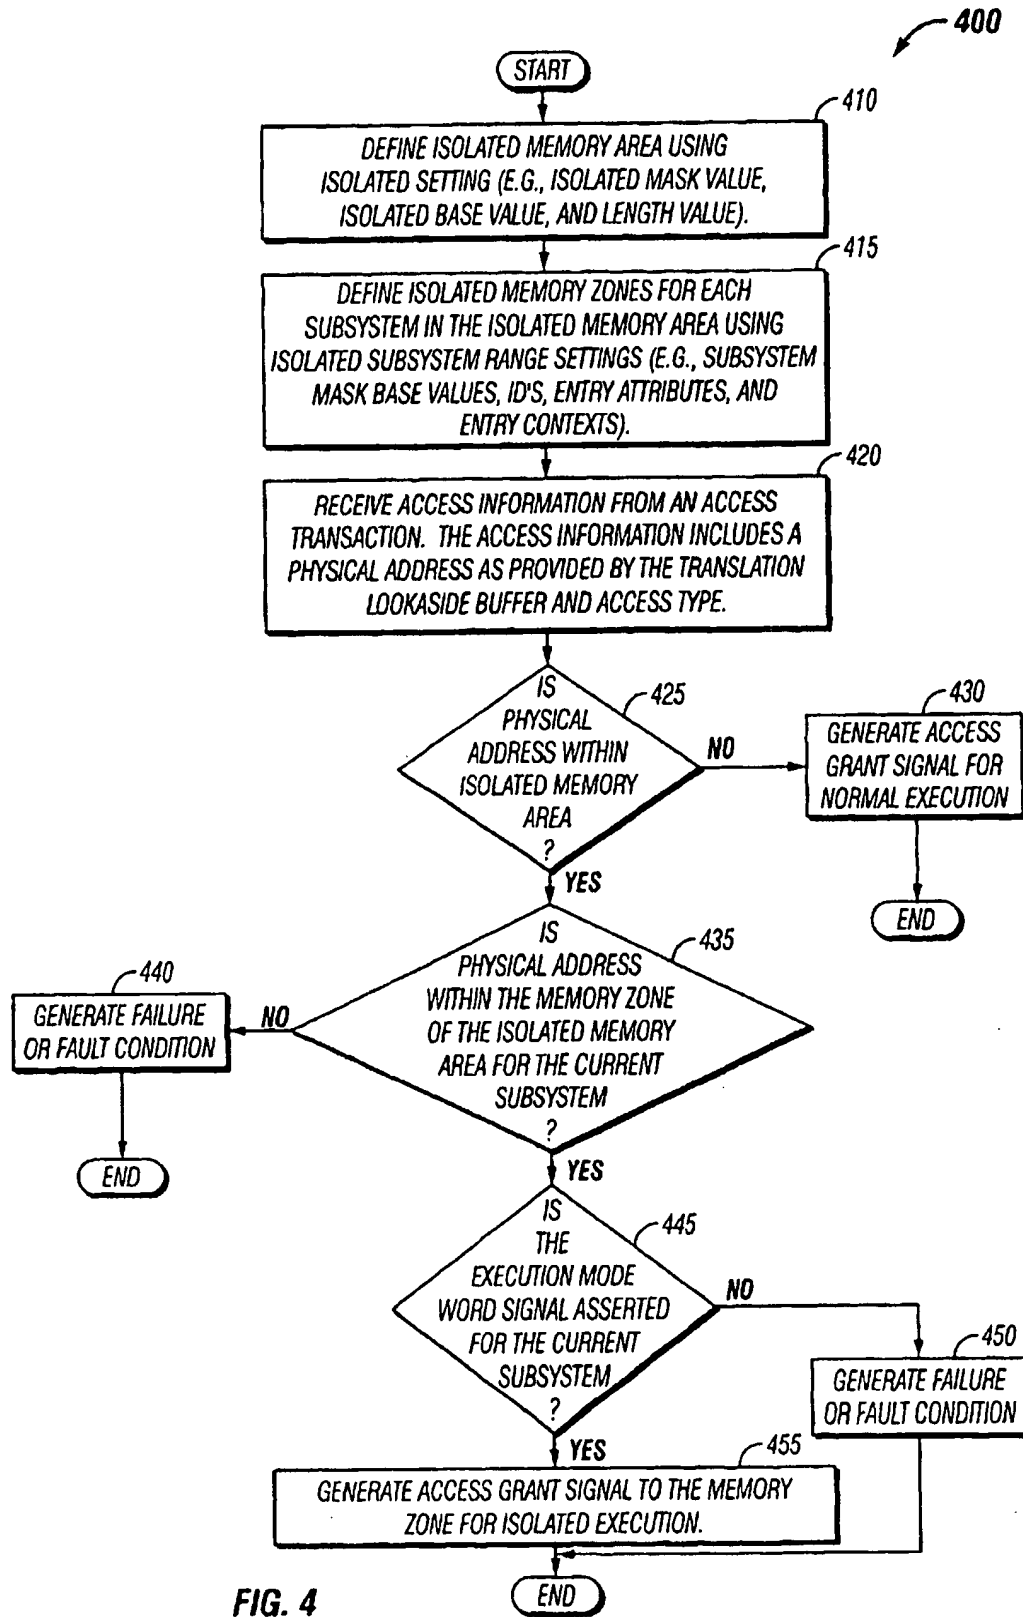 400
START
410
DEFINE ISOLATED MEMORY AREA USING
ISOLATED SETTING (E.G., ISOLATED MASK VALUE,
ISOLATED BASE VALUE, AND LENGTH VALUE).
415
DEFINE ISOLATED MEMORY ZONES FOR EACH
SUBSYSTEM IN THE ISOLATED MEMORY AREA USING
ISOLATED SUBSYSTEM RANGE SETTINGS (E.G., SUBSYSTEM
MASK BASE VALUES, ID'S, ENTRY ATTRIBUTES, AND
ENTRY CONTEXTS).
420
RECEIVE ACCESS INFORMATION FROM AN ACCESS
TRANSACTION. THE ACCESS INFORMATION INCLUDES A
PHYSICAL ADDRESS AS PROVIDED BY THE TRANSLATION
LOOKASIDE BUFFER AND ACCESS TYPE.
425
IS
PHYSICAL
ADDRESS WITHIN
ISOLATED MEMORY
AREA
?
NO
430
GENERATE ACCESS
GRANT SIGNAL FOR
NORMAL EXECUTION
END
YES
435
IS
PHYSICAL ADDRESS
WITHIN THE MEMORY ZONE
OF THE ISOLATED MEMORY
AREA FOR THE CURRENT
SUBSYSTEM
?
NO
440
GENERATE FAILURE
OR FAULT CONDITION
END
YES
445
IS
THE
EXECUTION MODE
WORD SIGNAL ASSERTED
FOR THE CURRENT
SUBSYSTEM
?
NO
450
GENERATE FAILURE
OR FAULT CONDITION
YES
455
GENERATE ACCESS GRANT SIGNAL TO THE MEMORY
ZONE FOR ISOLATED EXECUTION.
END
FIG. 4